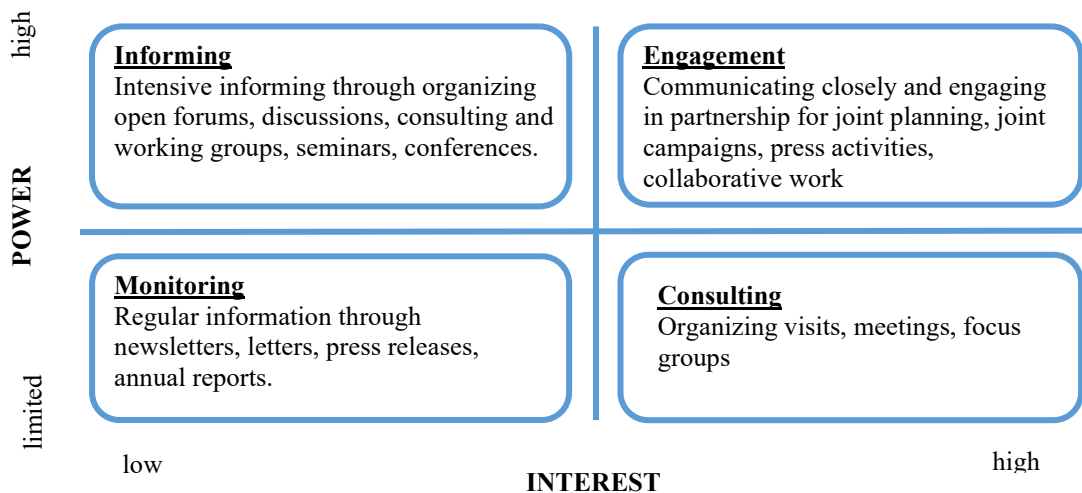 high
Informing
Intensive informing through organizing
open forums, discussions, consulting and
working groups, seminars, conferences.
Engagement
Communicating closely and engaging
in partnership for joint planning, joint
campaigns, press activities,
collaborative work
POWER
Monitoring
Regular information through
newsletters, letters, press releases,
annual reports.
Consulting
Organizing visits, meetings, focus
groups
limited
low
INTEREST
high